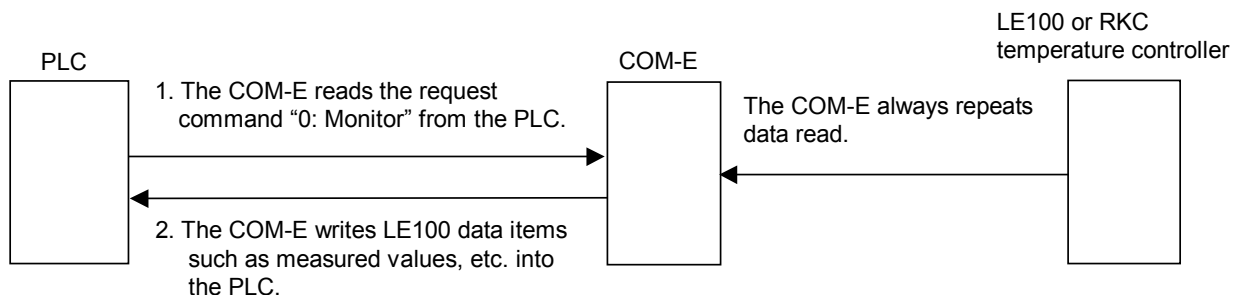 PLC
1. The COM-E reads the request
command “0: Monitor” from the PLC.
2. The COM-E writes LE100 data items
such as measured values, etc. into
the PLC.
COM-E
The COM-E always repeats
data read.
LE100 or RKC
temperature controller